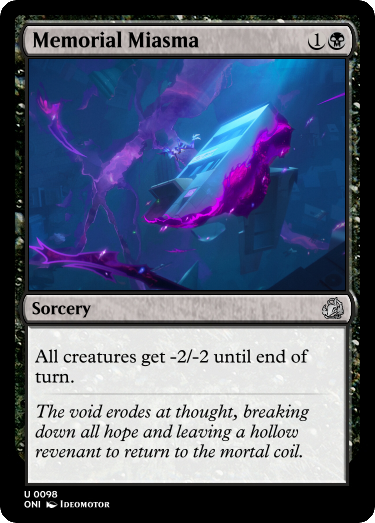 Memorial Miasma 1
Sorcery
All creatures get -2/-2 until end of
turn.
The void erodes at thought, breaking
down all hope and leaving a hollow
revenant to return to the mortal coil.
U 0098
ONI IDEOMOTOR